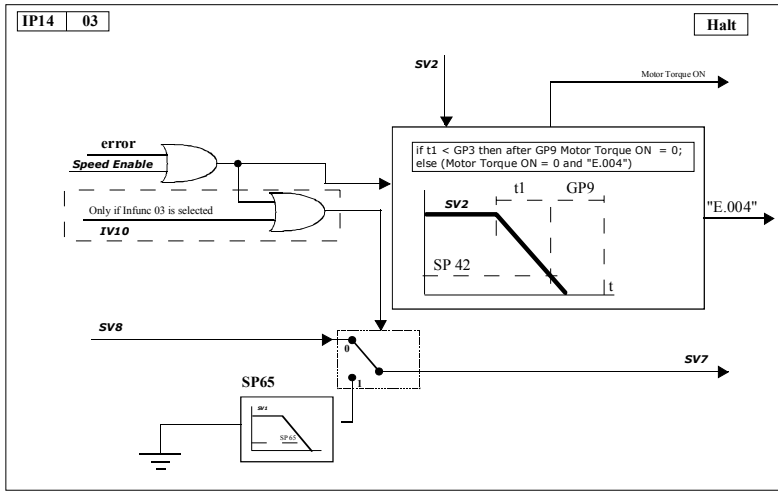 IP14 03
Halt
SV2
Motor Torque ON
error
Speed Enable
if t1 < GP3 then after GP9 Motor Torque ON = 0;
else (Motor Torque ON = 0 and "E.004")
t1 GP9
SV2
Only if Infunc 03 is selected
IV10
"E.004"
SP 42
t
SV8
0
SV7
1
SP65
SV1
SP 65